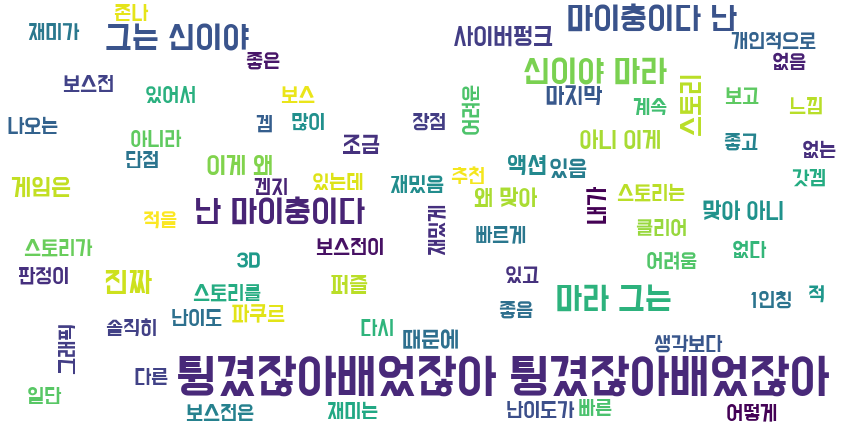 존나
마이충이다 난
재미가
그는 신이야
사이버펑크
개인적으로
좋은
없음
신이야 마라
보스전
있어서
보스
어려운
마지막
계속
스토리
보고
느낌
나오는
겜
많이
장점
아니라
조금
아니 이게
좋고
없는
단점
이게 왜
액션
있음
갓겜
게임은
겐지
있는데
재밌음
추천
왜 맞아
내가
스토리는
맞아 아니
적을
난 마이충이다
재밌게
빠르게
클리어
스토리가
보스전이
없다
3D
어려움
판정이
진짜
스토리를
퍼즐
있고
마라 그는
1인칭
적
좋음
난이도
파쿠르
솔직히
다시
그래픽
때문에
생각보다
다른
튕겼잖아배었잖아 튕겼잖아배었잖아
일단
보스전은
재미는
난이도가
빠른
어떻게